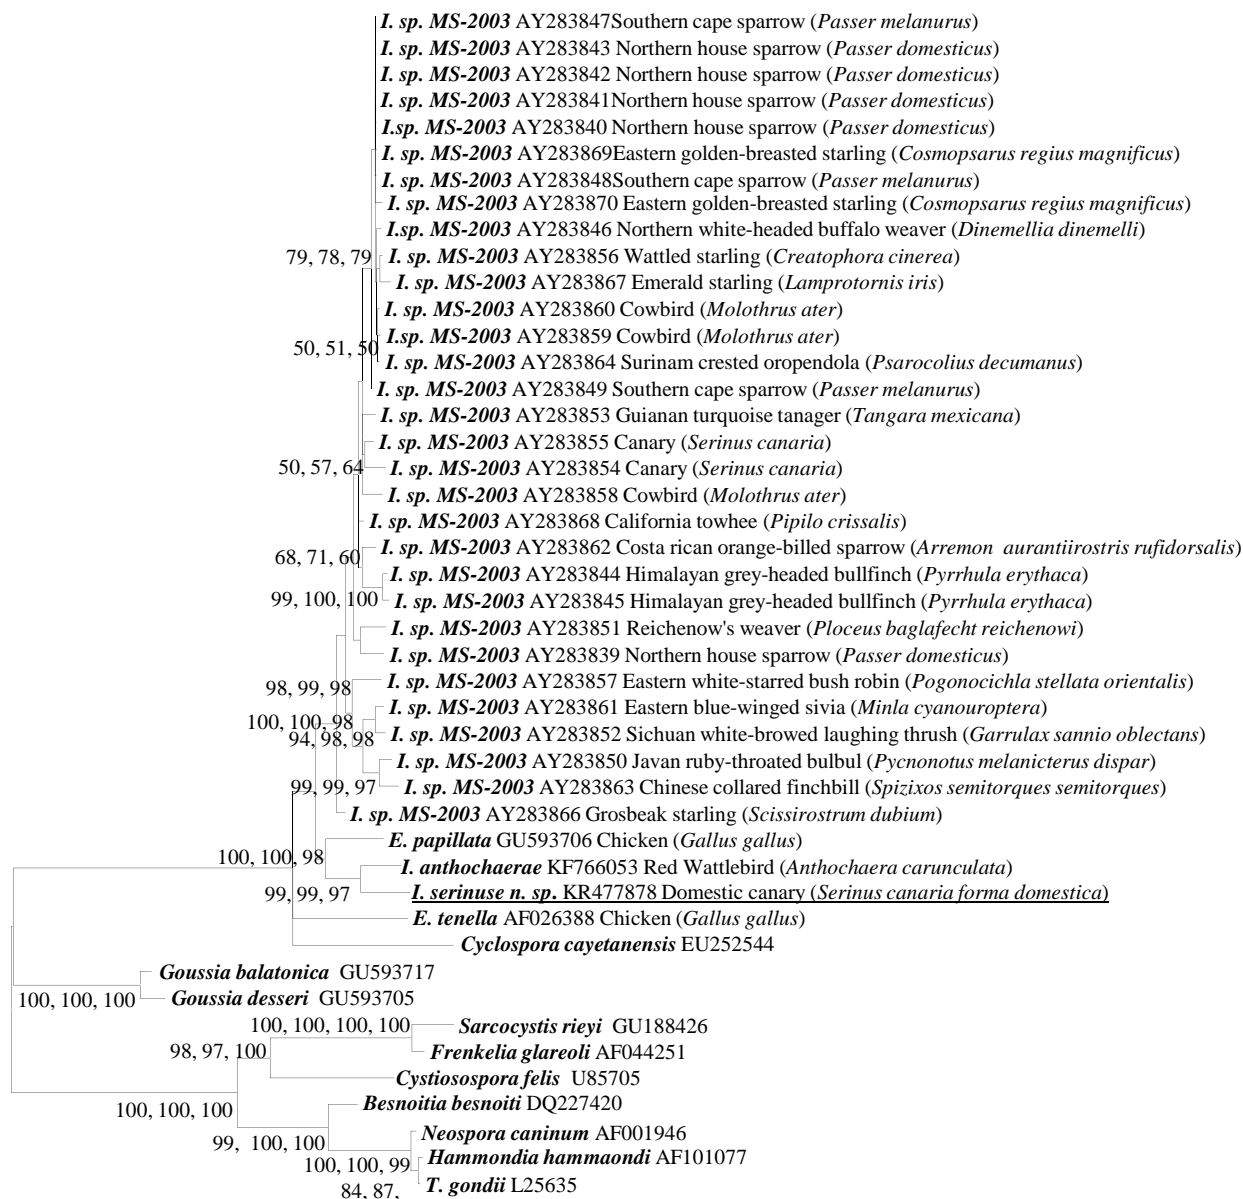 I. sp. MS-2003 AY283847Southern cape sparrow (Passer melanurus)
I. sp. MS-2003 AY283843 Northern house sparrow (Passer domesticus)
I. sp. MS-2003 AY283842 Northern house sparrow (Passer domesticus)
I. sp. MS-2003 AY283841Northern house sparrow (Passer domesticus)
I.sp. MS-2003 AY283840 Northern house sparrow (Passer domesticus)
I. sp. MS-2003 AY283869Eastern golden-breasted starling (Cosmopsarus regius magnificus)
I. sp. MS-2003 AY283848Southern cape sparrow (Passer melanurus)
I. sp. MS-2003 AY283870 Eastern golden-breasted starling (Cosmopsarus regius magnificus)
I.sp. MS-2003 AY283846 Northern white-headed buffalo weaver (Dinemellia dinemelli)
79, 78, 79
I. sp. MS-2003 AY283856 Wattled starling (Creatophora cinerea)
I. sp. MS-2003 AY283867 Emerald starling (Lamprotornis iris)
I. sp. MS-2003 AY283860 Cowbird (Molothrus ater)
I.sp. MS-2003 AY283859 Cowbird (Molothrus ater)
50, 51, 50
I. sp. MS-2003 AY283864 Surinam crested oropendola (Psarocolius decumanus)
I. sp. MS-2003 AY283849 Southern cape sparrow (Passer melanurus)
I. sp. MS-2003 AY283853 Guianan turquoise tanager (Tangara mexicana)
I. sp. MS-2003 AY283855 Canary (Serinus canaria)
50, 57, 64
I. sp. MS-2003 AY283854 Canary (Serinus canaria)
I. sp. MS-2003 AY283858 Cowbird (Molothrus ater)
I. sp. MS-2003 AY283868 California towhee (Pipilo crissalis)
I. sp. MS-2003 AY283862 Costa rican orange-billed sparrow (Arremon aurantiirostris rufidorsalis)
68, 71, 60
I. sp. MS-2003 AY283844 Himalayan grey-headed bullfinch (Pyrrhula erythaca)
99, 100, 100
I. sp. MS-2003 AY283845 Himalayan grey-headed bullfinch (Pyrrhula erythaca)
I. sp. MS-2003 AY283851 Reichenow's weaver (Ploceus baglafecht reichenowi)
I. sp. MS-2003 AY283839 Northern house sparrow (Passer domesticus)
I. sp. MS-2003 AY283857 Eastern white-starred bush robin (Pogonocichla stellata orientalis)
98, 99, 98
I. sp. MS-2003 AY283861 Eastern blue-winged sivia (Minla cyanouroptera)
100, 100, 98
I. sp. MS-2003 AY283852 Sichuan white-browed laughing thrush (Garrulax sannio oblectans)
94, 98, 98
I. sp. MS-2003 AY283850 Javan ruby-throated bulbul (Pycnonotus melanicterus dispar)
99, 99, 97
I. sp. MS-2003 AY283863 Chinese collared finchbill (Spizixos semitorques semitorques)
I. sp. MS-2003 AY283866 Grosbeak starling (Scissirostrum dubium)
E. papillata GU593706 Chicken (Gallus gallus)
100, 100, 98
I. anthochaerae KF766053 Red Wattlebird (Anthochaera carunculata)
99, 99, 97
I. serinuse n. sp. KR477878 Domestic canary (Serinus canaria forma domestica)
E. tenella AF026388 Chicken (Gallus gallus)
Cyclospora cayetanensis EU252544
Goussia balatonica GU593717
100, 100, 100
Goussia desseri GU593705
100, 100, 100, 100
Sarcocystis rieyi GU188426
98, 97, 100
Frenkelia glareoli AF044251
Cystiosospora felis U85705
100, 100, 100
Besnoitia besnoiti DQ227420
99, 100, 100
Neospora caninum AF001946
100, 100, 99
Hammondia hammaondi AF101077
84, 87,
T. gondii L25635